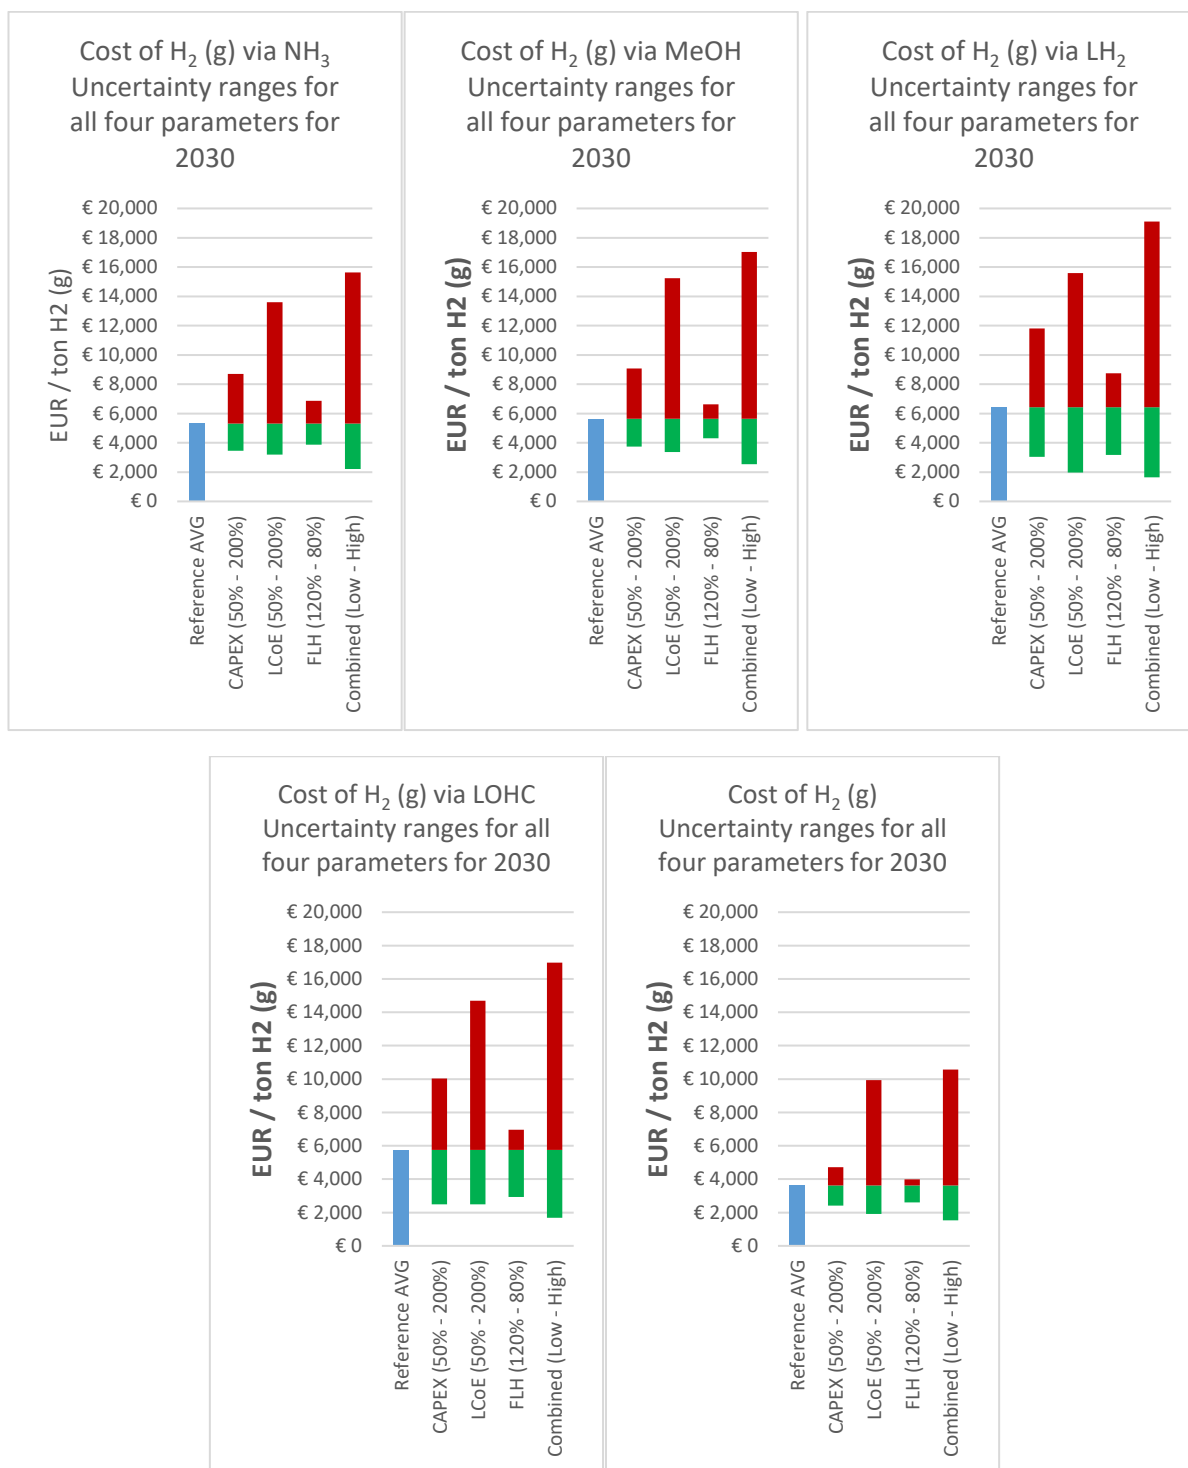 Cost of H₂ (g) via NH₃
Uncertainty ranges for
all four parameters for
2030
EUR / ton H2 (g)
€ 20,000
€ 18,000
€ 16,000
€ 14,000
€ 12,000
€ 10,000
€ 8,000
€ 6,000
€ 4,000
€ 2,000
€ 0
Reference AVG
CAPEX (50% - 200%)
LCoE (50% - 200%)
FLH (120% - 80%)
Combined (Low - High)
Cost of H₂ (g) via MeOH
Uncertainty ranges for
all four parameters for
2030
EUR / ton H2 (g)
€ 20,000
€ 18,000
€ 16,000
€ 14,000
€ 12,000
€ 10,000
€ 8,000
€ 6,000
€ 4,000
€ 2,000
€ 0
Reference AVG
CAPEX (50% - 200%)
LCoE (50% - 200%)
FLH (120% - 80%)
Combined (Low - High)
Cost of H₂ (g) via LH₂
Uncertainty ranges for
all four parameters for
2030
EUR / ton H2 (g)
€ 20,000
€ 18,000
€ 16,000
€ 14,000
€ 12,000
€ 10,000
€ 8,000
€ 6,000
€ 4,000
€ 2,000
€ 0
Reference AVG
CAPEX (50% - 200%)
LCoE (50% - 200%)
FLH (120% - 80%)
Combined (Low - High)
Cost of H₂ (g) via LOHC
Uncertainty ranges for all
four parameters for 2030
EUR / ton H2 (g)
€ 20,000
€ 18,000
€ 16,000
€ 14,000
€ 12,000
€ 10,000
€ 8,000
€ 6,000
€ 4,000
€ 2,000
€ 0
Reference AVG
CAPEX (50% - 200%)
LCoE (50% - 200%)
FLH (120% - 80%)
Combined (Low - High)
Cost of H₂ (g)
Uncertainty ranges for all
four parameters for 2030
EUR / ton H2 (g)
€ 20,000
€ 18,000
€ 16,000
€ 14,000
€ 12,000
€ 10,000
€ 8,000
€ 6,000
€ 4,000
€ 2,000
€ 0
Reference AVG
CAPEX (50% - 200%)
LCoE (50% - 200%)
FLH (120% - 80%)
Combined (Low - High)